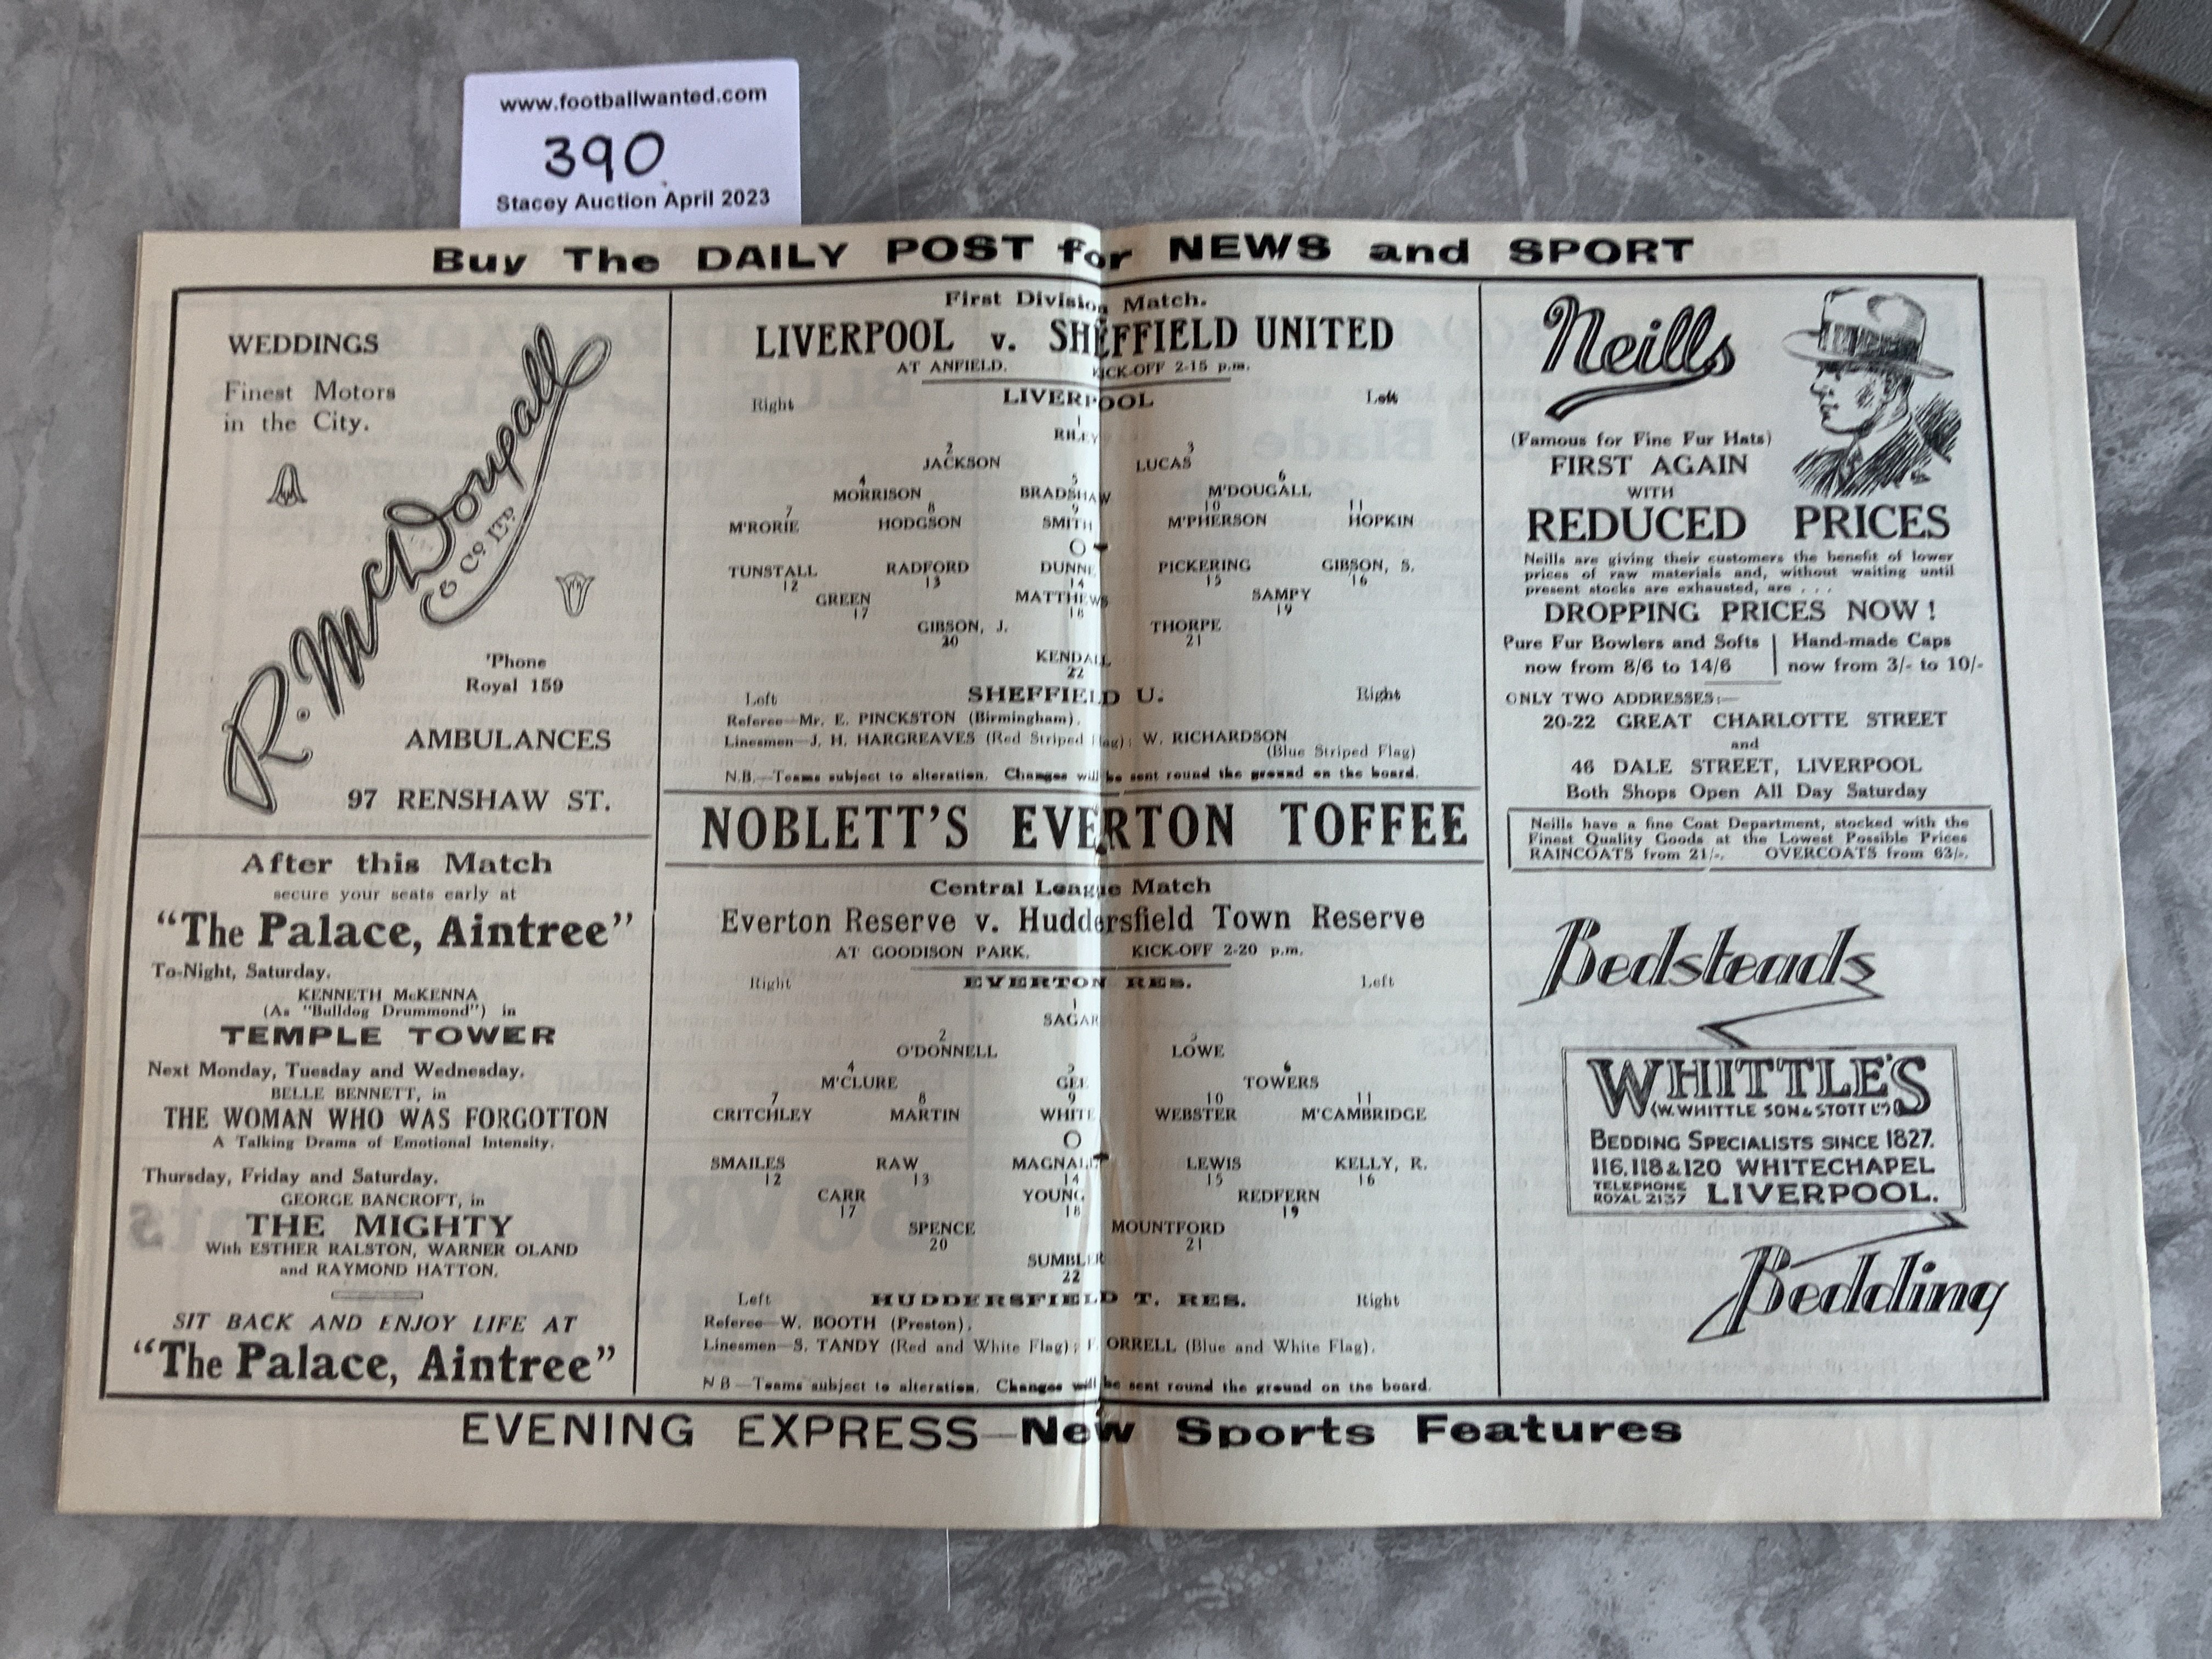 www.footballwanted.com
390
Stacey Auction April 2023
Buy The DAILY POST for NEWS and SPORT
WEDDINGS
Finest Motors
in the City.
R. McDougall
& Co LTD
'Phone
Royal 159
AMBULANCES
97 RENSHAW ST.
After this Match
secure your seats early at
"The Palace, Aintree"
To-Night, Saturday.
KENNETH McKENNA
(As "Bulldog Drummond") in
TEMPLE TOWER
Next Monday, Tuesday and Wednesday.
BELLE BENNETT, in
THE WOMAN WHO WAS FORGOTTON
A Talking Drama of Emotional Intensity.
Thursday, Friday and Saturday.
GEORGE BANCROFT, in
THE MIGHTY
With ESTHER RALSTON, WARNER OLAND
and RAYMOND HATTON.
SIT BACK AND ENJOY LIFE AT
"The Palace, Aintree"
First Division Match.
LIVERPOOL v. SHEFFIELD UNITED
AT ANFIELD. KICK-OFF 2-15 p.m.
Right LIVERPOOL Left
1
RILEY
2 3
JACKSON LUCAS
4 5 6
MORRISON BRADSHAW M'DOUGALL
7 8 9 10 11
M'RORIE HODGSON SMITH M'PHERSON HOPKIN
O
TUNSTALL RADFORD DUNNE PICKERING GIBSON, S.
12 13 14 15 16
GREEN MATTHEWS SAMPY
17 18 19
GIBSON, J. THORPE
20 21
KENDALL
22
Left SHEFFIELD U. Right
Referee—Mr. E. PINCKSTON (Birmingham).
Linesmen—J. H. HARGREAVES (Red Striped Flag); W. RICHARDSON
(Blue Striped Flag)
N.B.—Teams subject to alteration. Changes will be sent round the ground on the board.
NOBLETT'S EVERTON TOFFEE
Central League Match
Everton Reserve v. Huddersfield Town Reserve
AT GOODISON PARK. KICK-OFF 2-20 p.m.
Right EVERTON RES. Left
1
SAGAR
2 3
O'DONNELL LOWE
4 5 6
M'CLURE GEE TOWERS
7 8 9 10 11
CRITCHLEY MARTIN WHITE WEBSTER M'CAMBRIDGE
O
SMAILES RAW MAGNALL LEWIS KELLY, R.
12 13 14 15 16
CARR YOUNG REDFERN
17 18 19
SPENCE MOUNTFORD
20 21
SUMBLER
22
Left HUDDERSFIELD T. RES. Right
Referee—W. BOOTH (Preston).
Linesmen—S. TANDY (Red and White Flag); ORRELL (Blue and White Flag).
N B—Teams subject to alteration. Changes will be sent round the ground on the board.
Neills
(Famous for Fine Fur Hats)
FIRST AGAIN
WITH
REDUCED PRICES
Neills are giving their customers the benefit of lower
prices of raw materials and, without waiting until
present stocks are exhausted, are . . .
DROPPING PRICES NOW !
Pure Fur Bowlers and Softs | Hand-made Caps
now from 8/6 to 14/6 | now from 3/- to 10/-
ONLY TWO ADDRESSES:—
20-22 GREAT CHARLOTTE STREET
and
46 DALE STREET, LIVERPOOL
Both Shops Open All Day Saturday
Neills have a fine Coat Department, stocked with the
Finest Quality Goods at the Lowest Possible Prices
RAINCOATS from 21/-. OVERCOATS from 63/-.
Bedsteads
WHITTLE'S
(W. WHITTLE SON & STOTT LTD)
BEDDING SPECIALISTS SINCE 1827.
116, 118 & 120 WHITECHAPEL
TELEPHONE
ROYAL 2137 LIVERPOOL.
Bedding
EVENING EXPRESS—New Sports Features